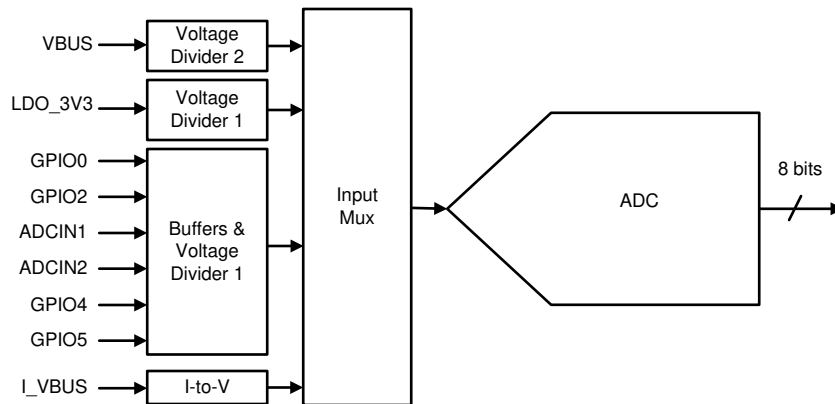 VBUS
Voltage
Divider 2
LDO_3V3
Voltage
Divider 1
GPIO0
GPIO2
ADCIN1
ADCIN2
GPIO4
GPIO5
Buffers &
Voltage
Divider 1
I_VBUS
I-to-V
Input
Mux
ADC
8 bits